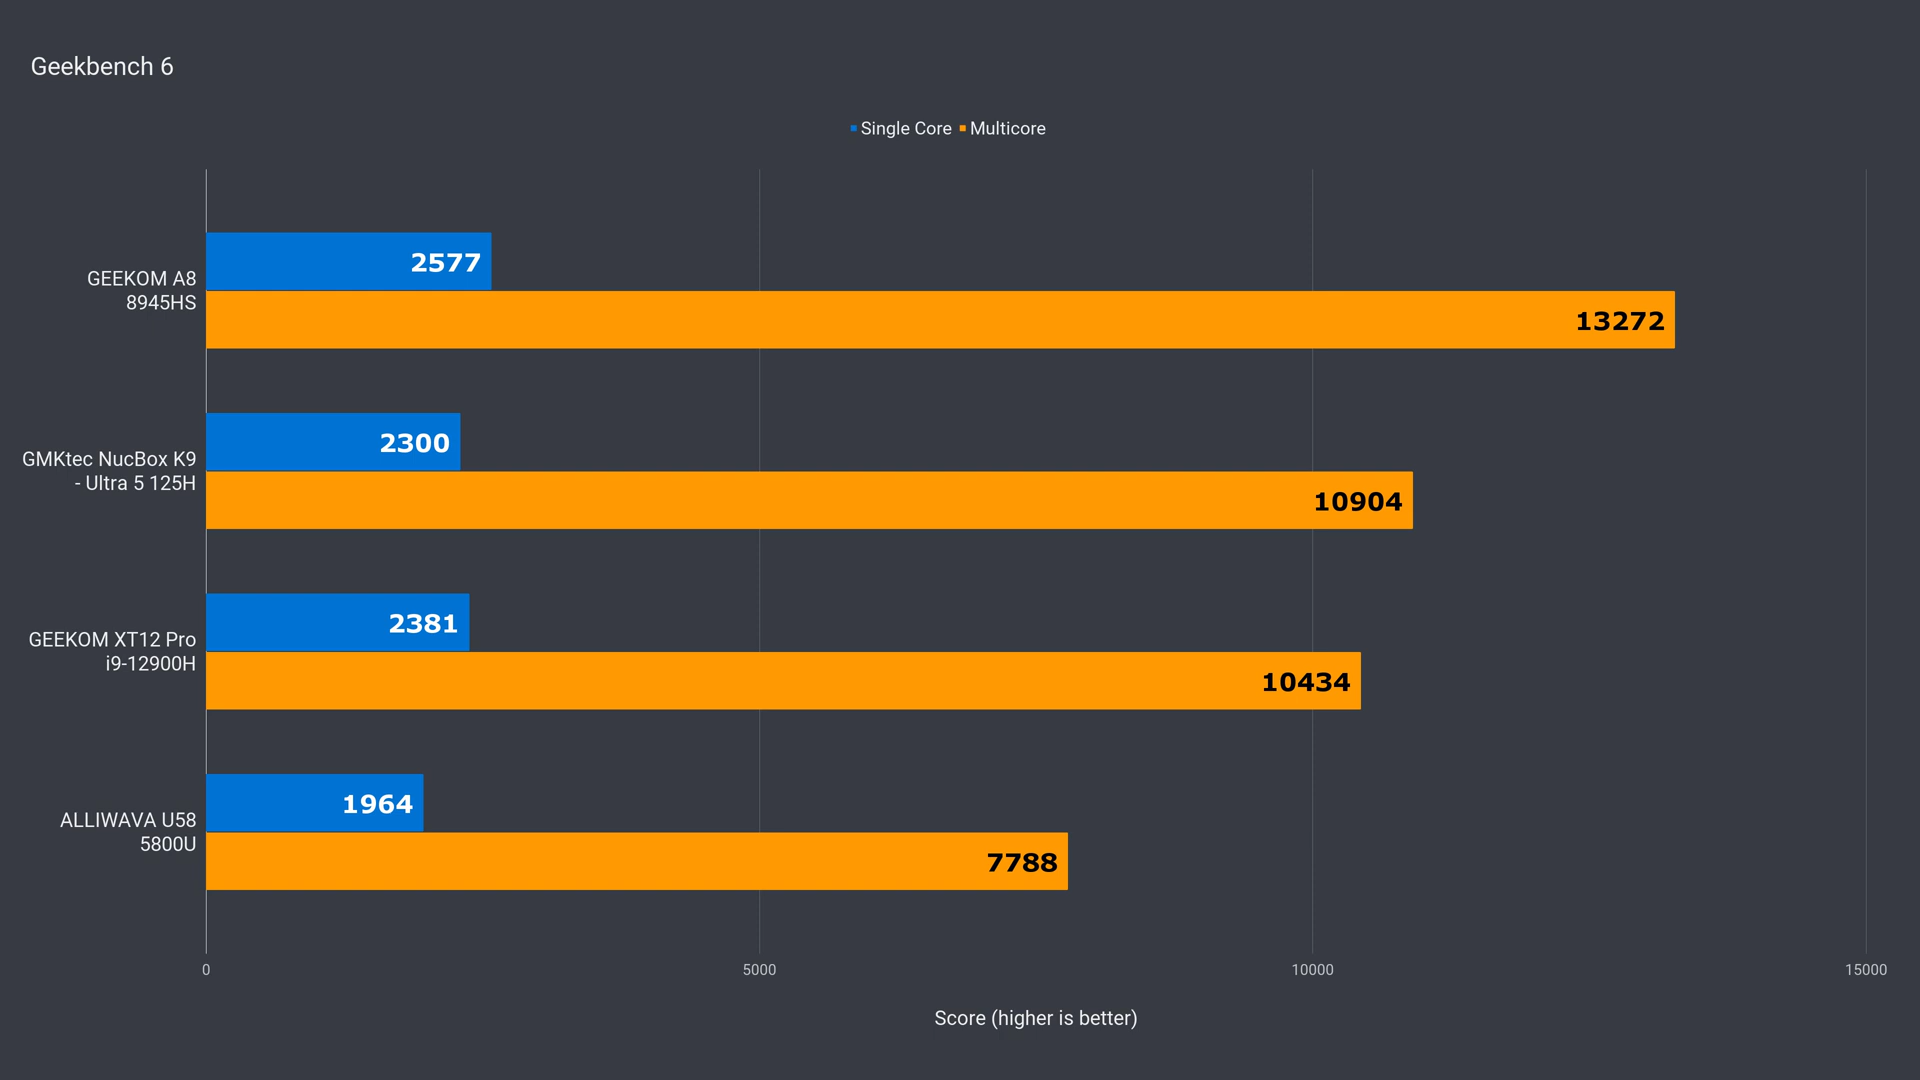 Geekbench 6
Single Core Multicore
GEEKOM A8
8945HS
2577
13272
GMKtec NucBox K9
- Ultra 5 125H
2300
10904
GEEKOM XT12 Pro
i9-12900H
2381
10434
ALLIWAVA U58
5800U
1964
7788
0 5000 10000 15000
Score (higher is better)